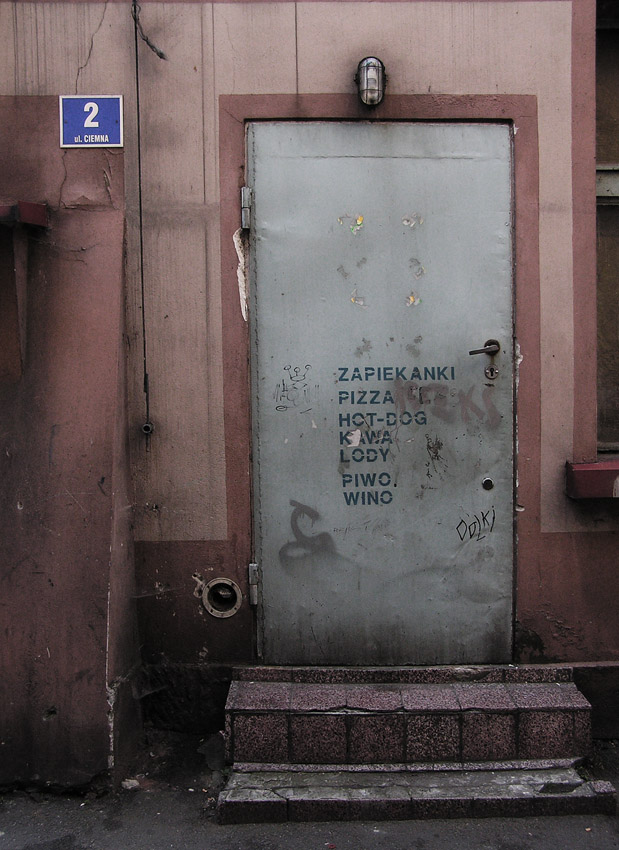 2
ul. CIEMNA
ZAPIEKANKI
PIZZA
HOT-DOG
KAWA
LODY
PIWO,
WINO